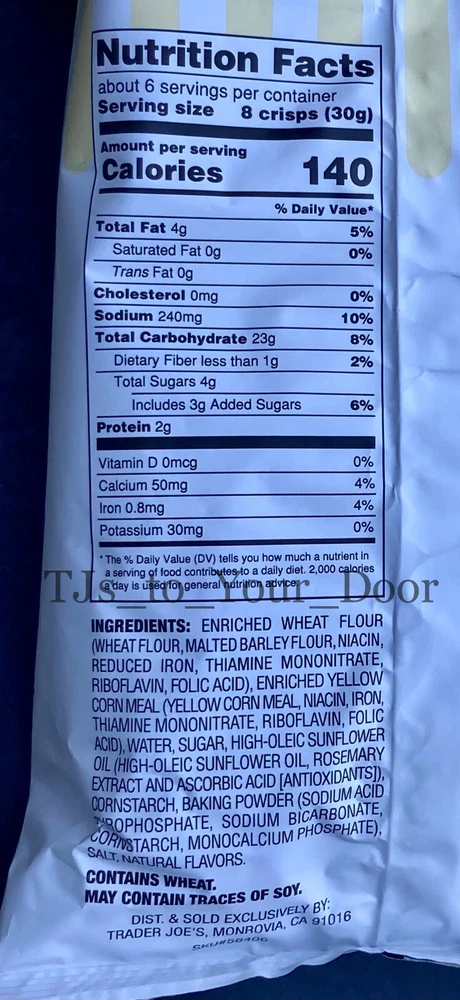 Nutrition Facts
about 6 servings per container
Serving size 8 crisps (30g)
Amount per serving
Calories 140
% Daily Value*
Total Fat 4g 5%
Saturated Fat 0g 0%
Trans Fat 0g
Cholesterol 0mg 0%
Sodium 240mg 10%
Total Carbohydrate 23g 8%
Dietary Fiber less than 1g 2%
Total Sugars 4g
Includes 3g Added Sugars 6%
Protein 2g
Vitamin D 0mcg 0%
Calcium 50mg 4%
Iron 0.8mg 4%
Potassium 30mg 0%
* The % Daily Value (DV) tells you how much a nutrient in
a serving of food contributes to a daily diet. 2,000 calories
a day is used for general nutrition advice.
TJs_to_Your_Door
INGREDIENTS: ENRICHED WHEAT FLOUR
(WHEAT FLOUR, MALTED BARLEY FLOUR, NIACIN,
REDUCED IRON, THIAMINE MONONITRATE,
RIBOFLAVIN, FOLIC ACID), ENRICHED YELLOW
CORN MEAL (YELLOW CORN MEAL, NIACIN, IRON,
THIAMINE MONONITRATE, RIBOFLAVIN, FOLIC
ACID), WATER, SUGAR, HIGH-OLEIC SUNFLOWER
OIL (HIGH-OLEIC SUNFLOWER OIL, ROSEMARY
EXTRACT AND ASCORBIC ACID [ANTIOXIDANTS]),
CORNSTARCH, BAKING POWDER (SODIUM ACID
PYROPHOSPHATE, SODIUM BICARBONATE,
CORNSTARCH, MONOCALCIUM PHOSPHATE),
SALT, NATURAL FLAVORS.
CONTAINS WHEAT.
MAY CONTAIN TRACES OF SOY.
DIST. & SOLD EXCLUSIVELY BY:
TRADER JOE'S, MONROVIA, CA 91016